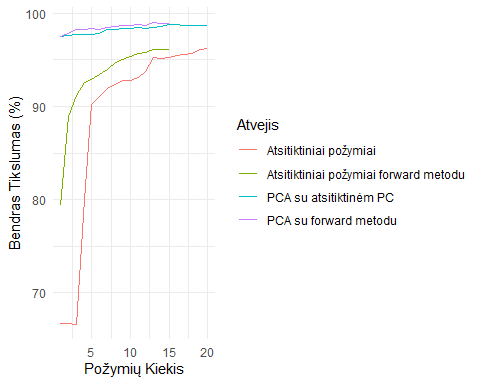 100
90
80
70
Bendras Tikslumas (%)
5
10
15
20
Požymių Kiekis
Atvejis
Atsitiktiniai požymiai
Atsitiktiniai požymiai forward metodu
PCA su atsitiktinėm PC
PCA su forward metodu